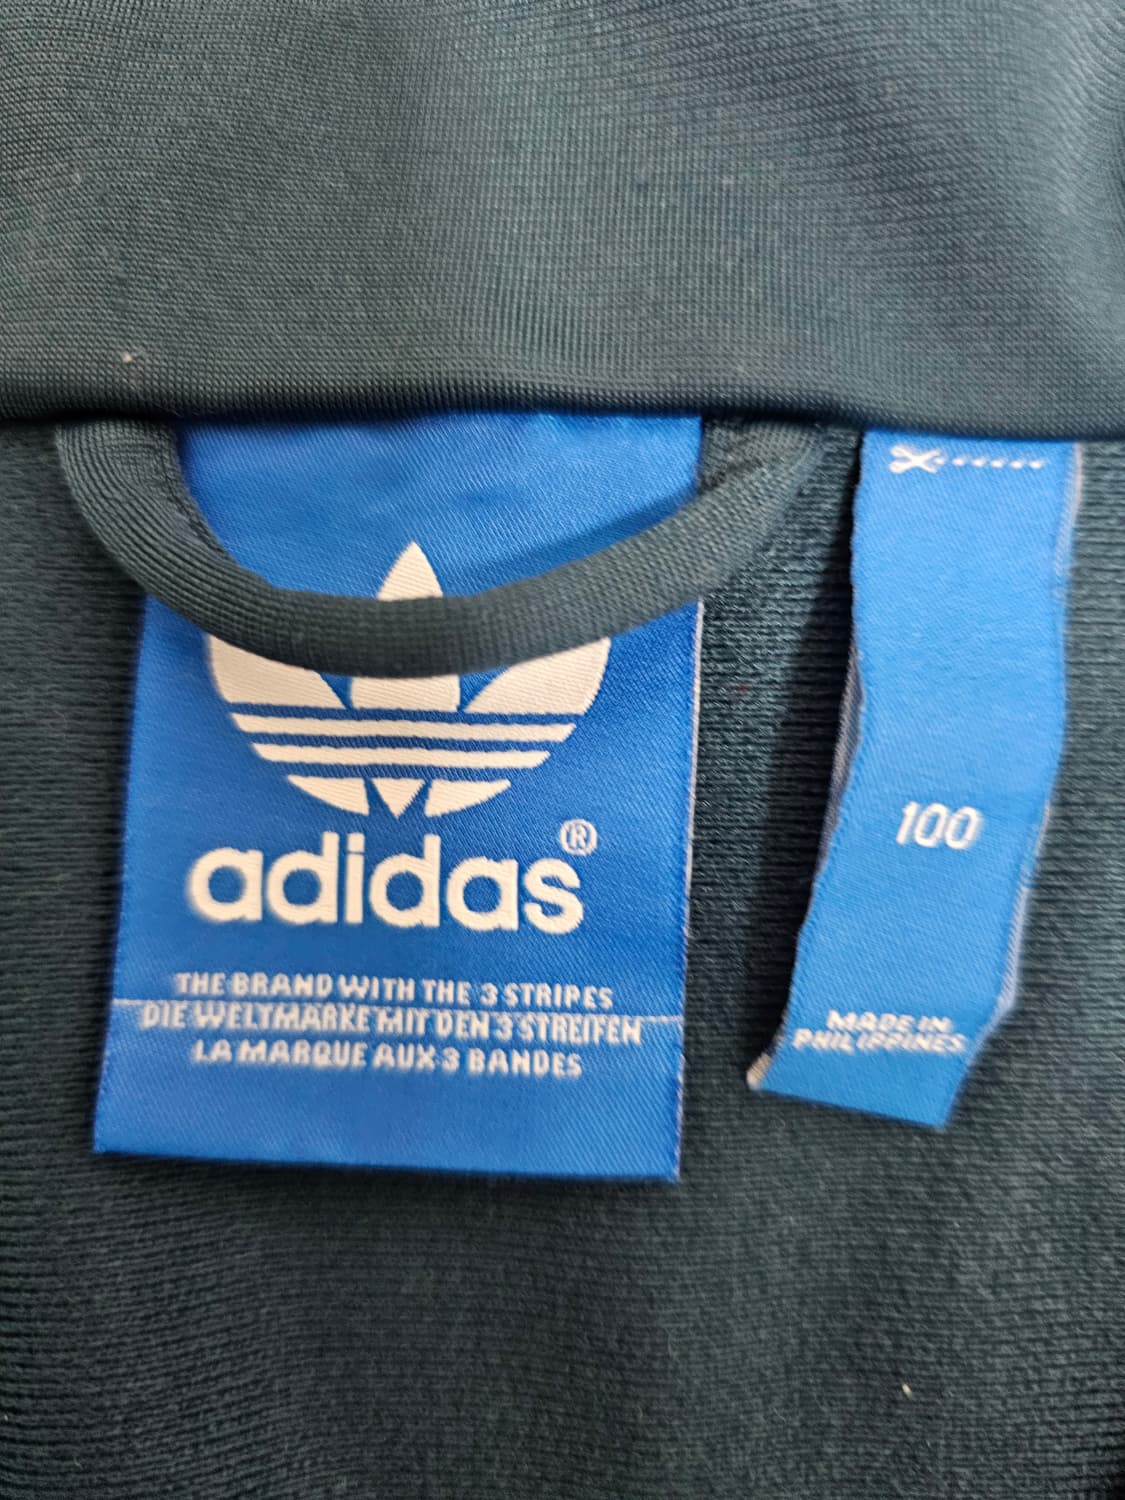 adidas®
THE BRAND WITH THE 3 STRIPES
DIE WELTMARKE MIT DEN 3 STREIFEN
LA MARQUE AUX 3 BANDES
100
MADE IN
PHILIPPINES